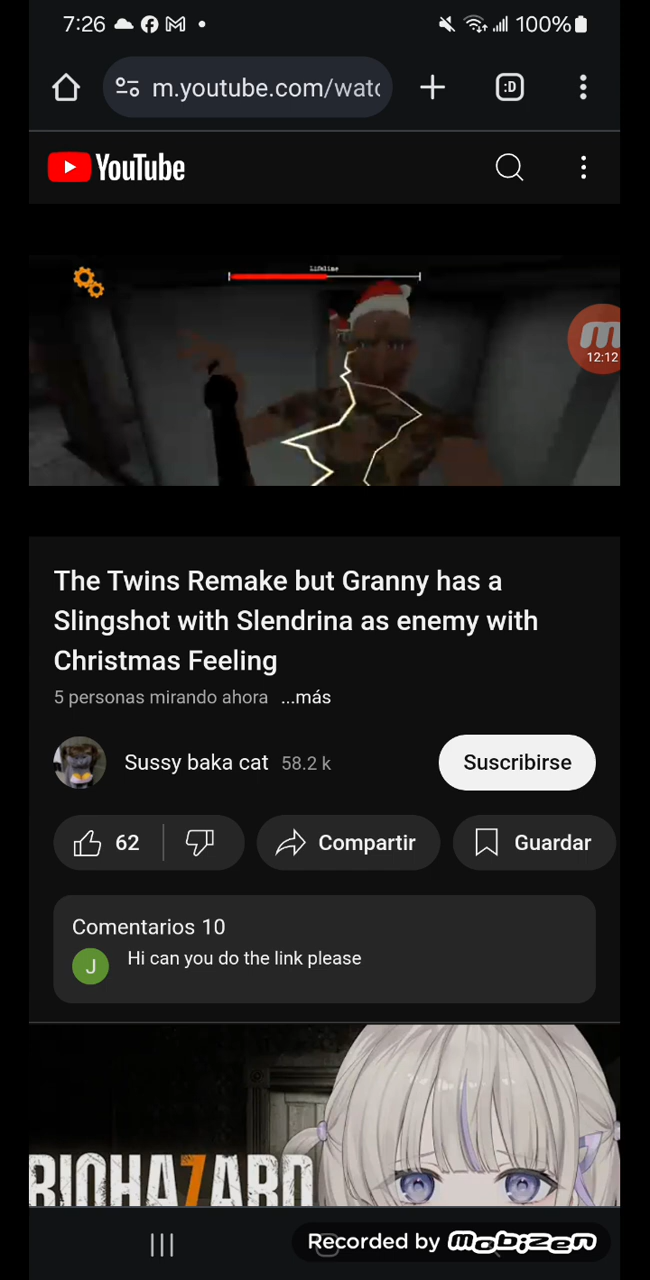 7:26
100%
m.youtube.com/watc
:D
YouTube
Lifetime
12:12
The Twins Remake but Granny has a
Slingshot with Slendrina as enemy with
Christmas Feeling
5 personas mirando ahora ...más
Sussy baka cat 58.2 k
Suscribirse
62
Compartir
Guardar
Comentarios 10
J
Hi can you do the link please
BIOHA7ARD
Recorded by mobizen